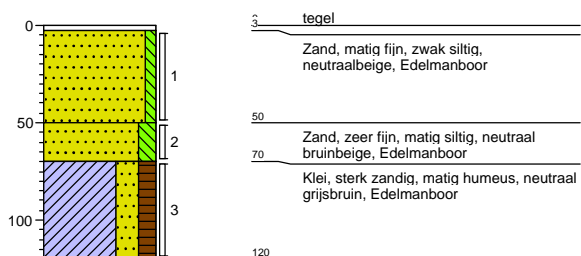 0
50
100
1
2
3
tegel
3
Zand, matig fijn, zwak siltig,
neutraalbeige, Edelmanboor
50
Zand, zeer fijn, matig siltig, neutraal
bruinbeige, Edelmanboor
70
Klei, sterk zandig, matig humeus, neutraal
grijsbruin, Edelmanboor
120